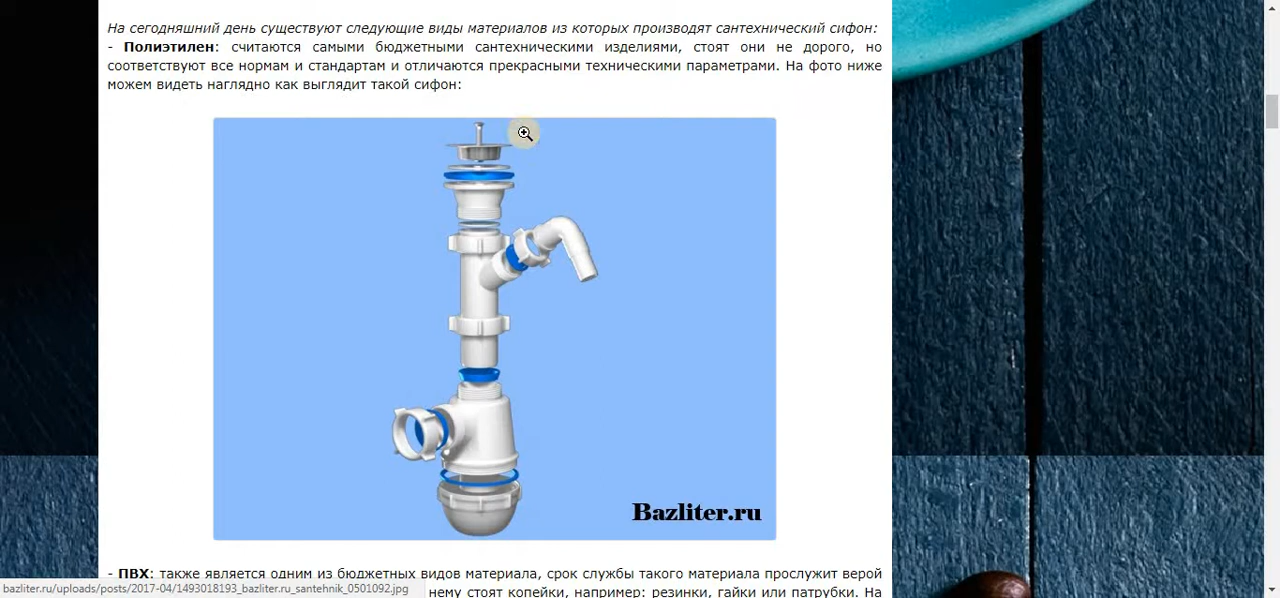 На сегодняшний день существуют следующие виды материалов из которых производят сантехнический сифон:
- Полиэтилен: считаются самыми бюджетными сантехническими изделиями, стоят они не дорого, но
соответствуют все нормам и стандартам и отличаются прекрасными техническими параметрами. На фото ниже
можем видеть наглядно как выглядит такой сифон:
Bazliter.ru
- ПВХ: также является одним из бюджетных видов материала, срок службы такого материала прослужит верой
нему стоят копейки, например: резинки, гайки или патрубки. На
bazliter.ru/uploads/posts/2017-04/1493018193_bazliter.ru_santehnik_0501092.jpg